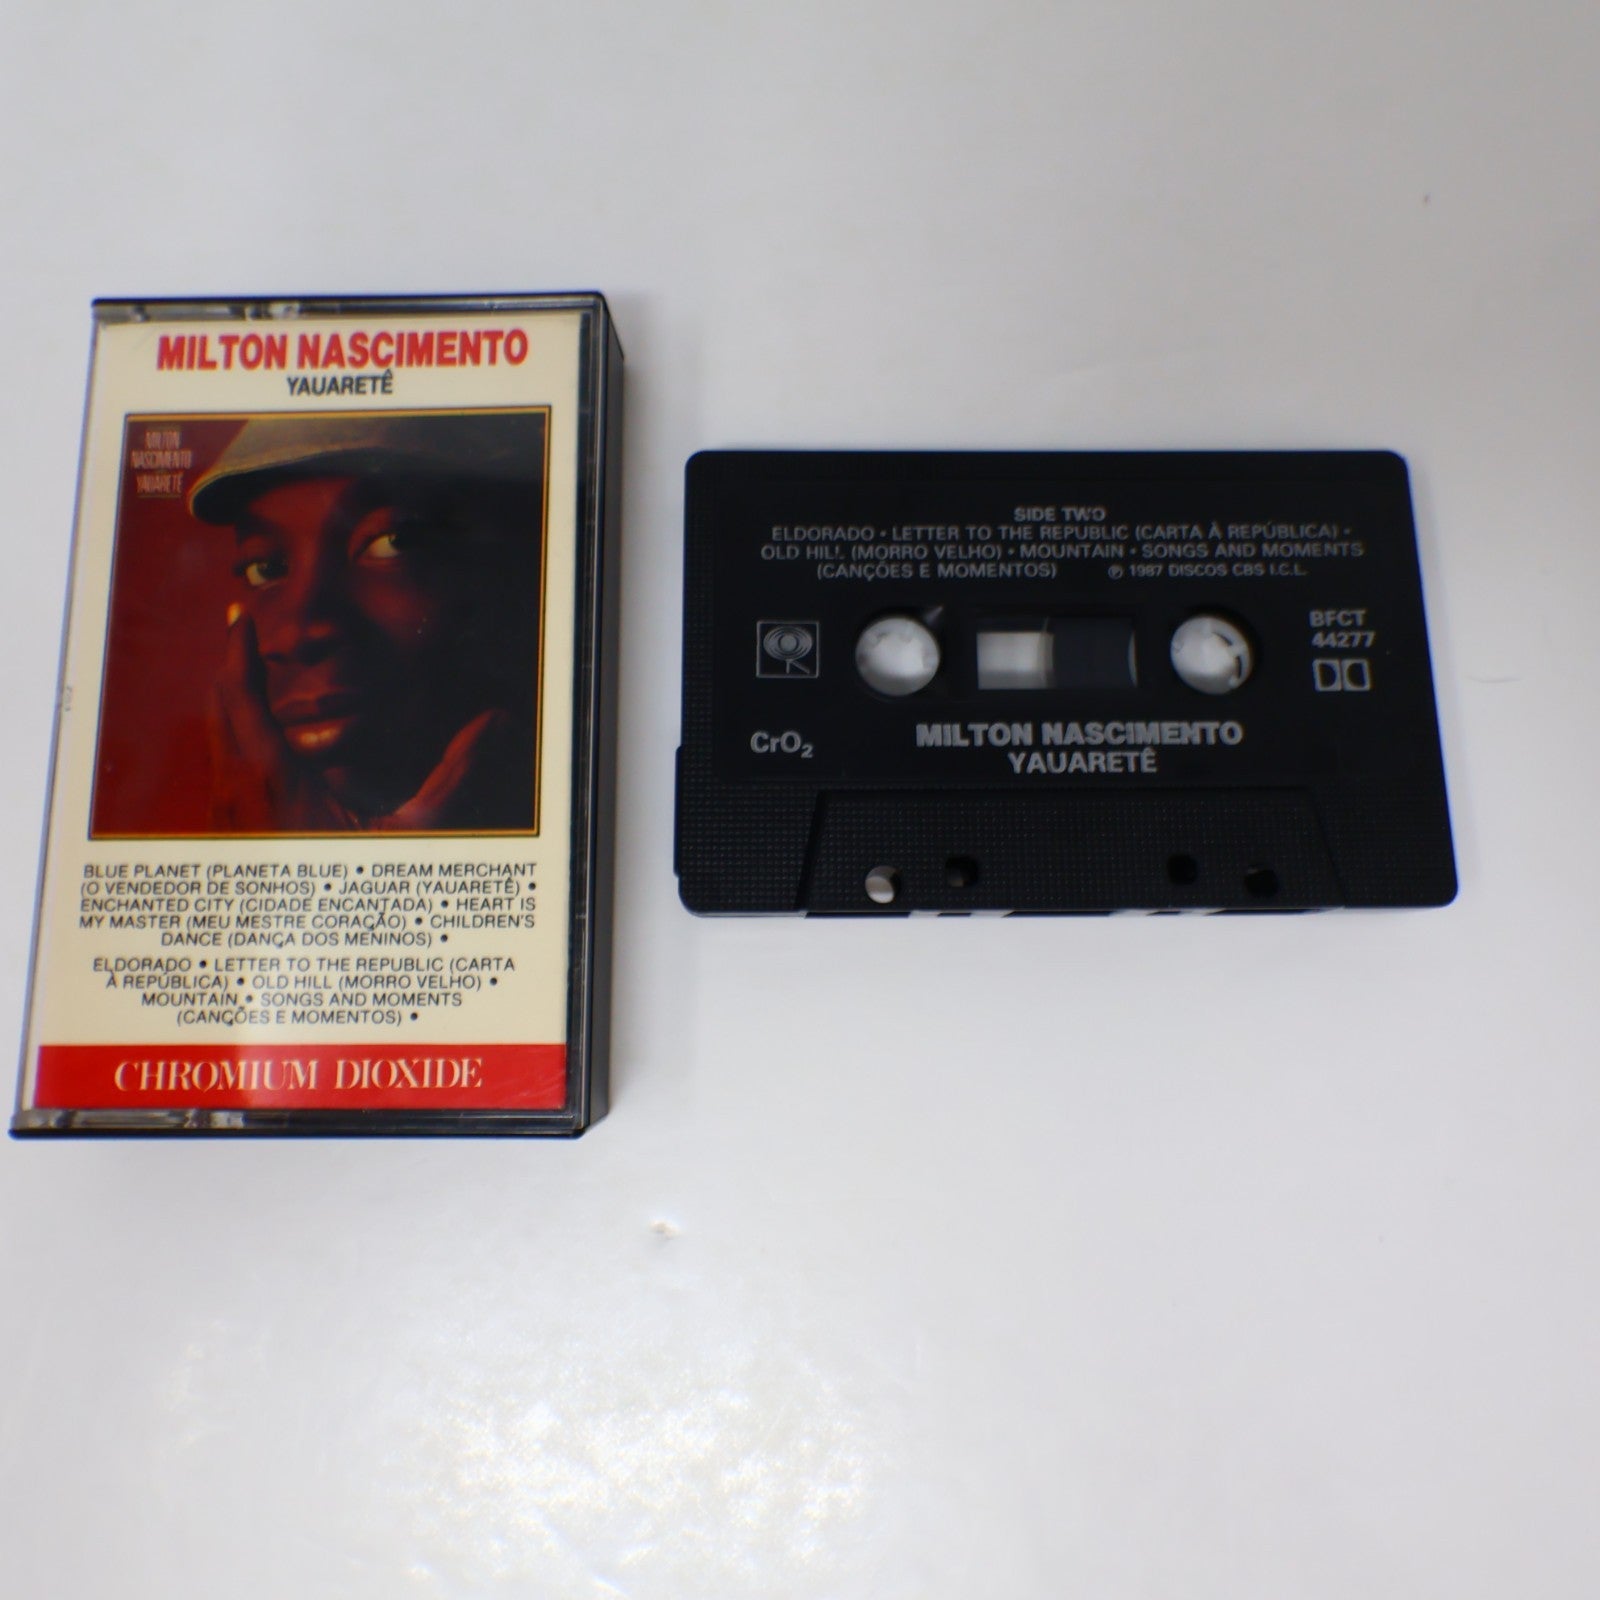 MILTON NASCIMENTO
YAUARETÊ
MILTON
NASCIMENTO
YAUARETÊ
BLUE PLANET (PLANETA BLUE) • DREAM MERCHANT
(O VENDEDOR DE SONHOS) • JAGUAR (YAUARETÊ) •
ENCHANTED CITY (CIDADE ENCANTADA) • HEART IS
MY MASTER (MEU MESTRE CORAÇÃO) • CHILDREN'S
DANCE (DANÇA DOS MENINOS) •
ELDORADO • LETTER TO THE REPUBLIC (CARTA
À REPÚBLICA) • OLD HILL (MORRO VELHO) •
MOUNTAIN • SONGS AND MOMENTS
(CANÇÕES E MOMENTOS) •
CHROMIUM DIOXIDE
SIDE TWO
ELDORADO • LETTER TO THE REPUBLIC (CARTA À REPÚBLICA) •
OLD HILL (MORRO VELHO) • MOUNTAIN • SONGS AND MOMENTS
(CANÇÕES E MOMENTOS) ℗ 1987 DISCOS CBS I.C.L.
BFCT
44277
CrO₂
MILTON NASCIMENTO
YAUARETÊ